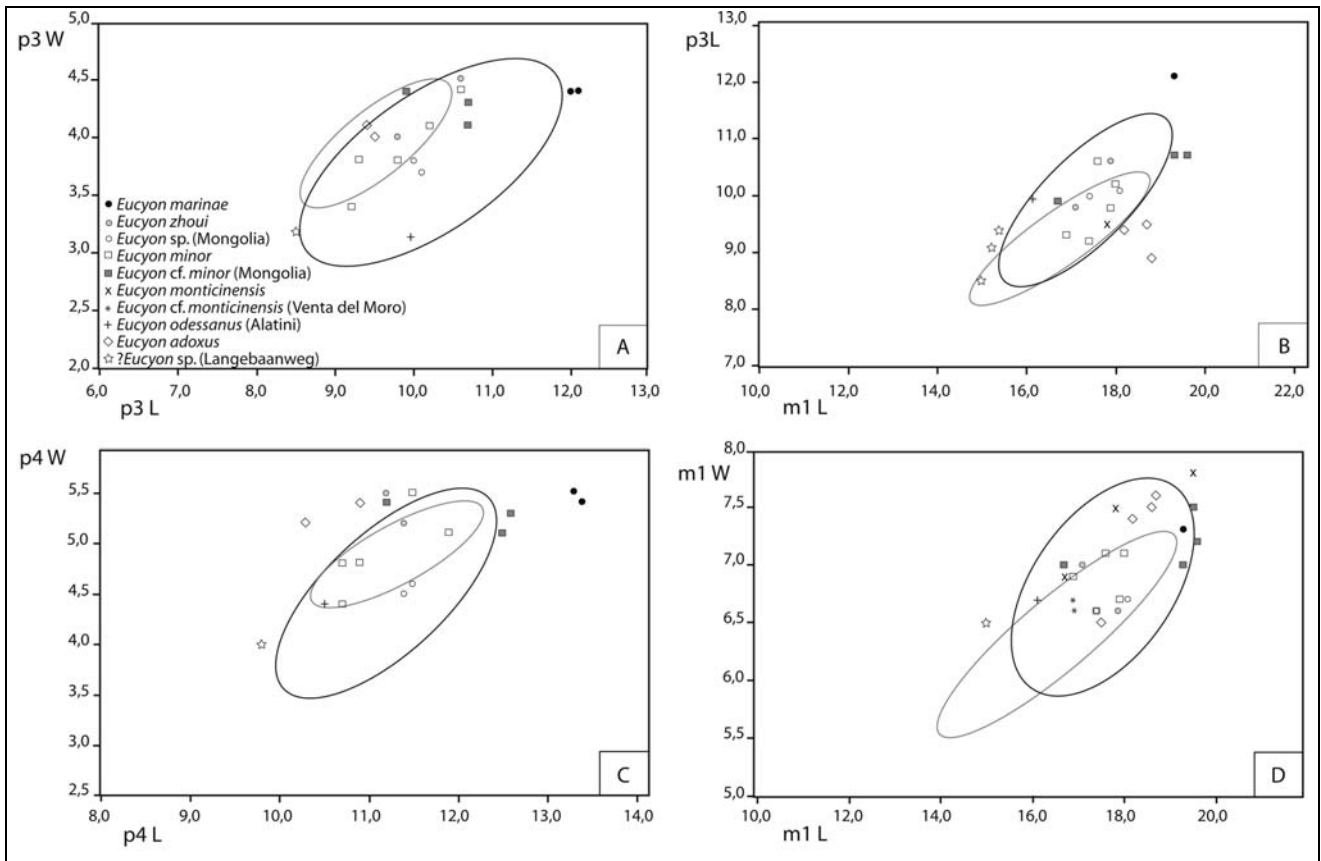 p3 W
5,0
4,5
4,0
3,5
3,0
2,0
● Eucyon marinae
Eucyon zhoui
○ Eucyon sp. (Mongolia)
□ Eucyon minor
■ Eucyon cf. minor (Mongolia)
x Eucyon monticinensis
* Eucyon cf. monticinensis (Venta del Moro)
+ Eucyon odessanus (Alatini)
◇ Eucyon adoxus
☆ ?Eucyon sp. (Langebaanweg)
A
6,0 7,0 8,0 9,0 10,0 11,0 12,0 13,0
p3 L
p3L
13,0
12,0
11,0
10,0
9,0
8,0
7,0
B
10,0 12,0 14,0 16,0 18,0 20,0 22,0
m1 L
p4 W
5,5
5,0
4,5
4,0
3,5
3,0
2,5
C
8,0 10,0 11,0 12,0 13,0 14,0
p4 L
m1 W
8,0
7,5
7,0
6,5
6,0
5,5
5,0
D
10,0 12,0 14,0 16,0 18,0 20,0
m1 L